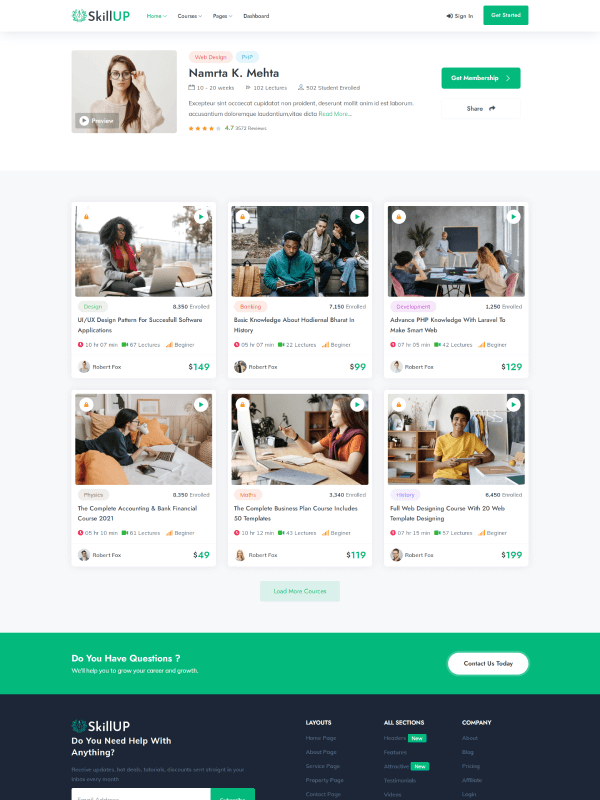 SkillUP
Home
Courses
Pages
Dashboard
Sign In
Get Started
Web Design
PHP
Namrta K. Mehta
10 - 20 weeks
102 Lectures
502 Student Enrolled
Excepteur sint occaecat cupidatat non proident, deserunt mollit anim id est laborum.
accusantium doloremque laudantium,vitae dicta Read More...
4.7 3572 Reviews
Preview
Get Membership
Share
Design
8,350 Enrolled
UI/UX Design Pattern For Succesfull Software
Applications
10 hr 07 min
67 Lectures
Beginer
Robert Fox
$149
Banking
7,150 Enrolled
Basic Knowledge About Hodiernal Bharat In
History
05 hr 07 min
22 Lectures
Beginer
Robert Fox
$99
Development
1,250 Enrolled
Advance PHP Knowledge With Laravel To
Make Smart Web
07 hr 05 min
42 Lectures
Beginer
Robert Fox
$129
Physics
8,350 Enrolled
The Complete Accounting & Bank Financial
Course 2021
05 hr 10 min
61 Lectures
Beginer
Robert Fox
$49
Maths
3,340 Enrolled
The Complete Business Plan Course Includes
50 Templates
10 hr 12 min
43 Lectures
Beginer
Robert Fox
$119
History
6,450 Enrolled
Full Web Designing Course With 20 Web
Template Designing
07 hr 15 min
57 Lectures
Beginer
Robert Fox
$199
Load More Cources
Do You Have Questions ?
We'll help you to grow your career and growth.
Contact Us Today
SkillUP
Do You Need Help With
Anything?
Receive updates, hot deals, tutorials, discounts sent straignt in your
inbox every month
Email Address
Subscribe
LAYOUTS
Home Page
About Page
Service Page
Property Page
Contact Page
ALL SECTIONS
Headers New
Features
Attractive New
Testimonials
Videos
COMPANY
About
Blog
Pricing
Affiliate
Login